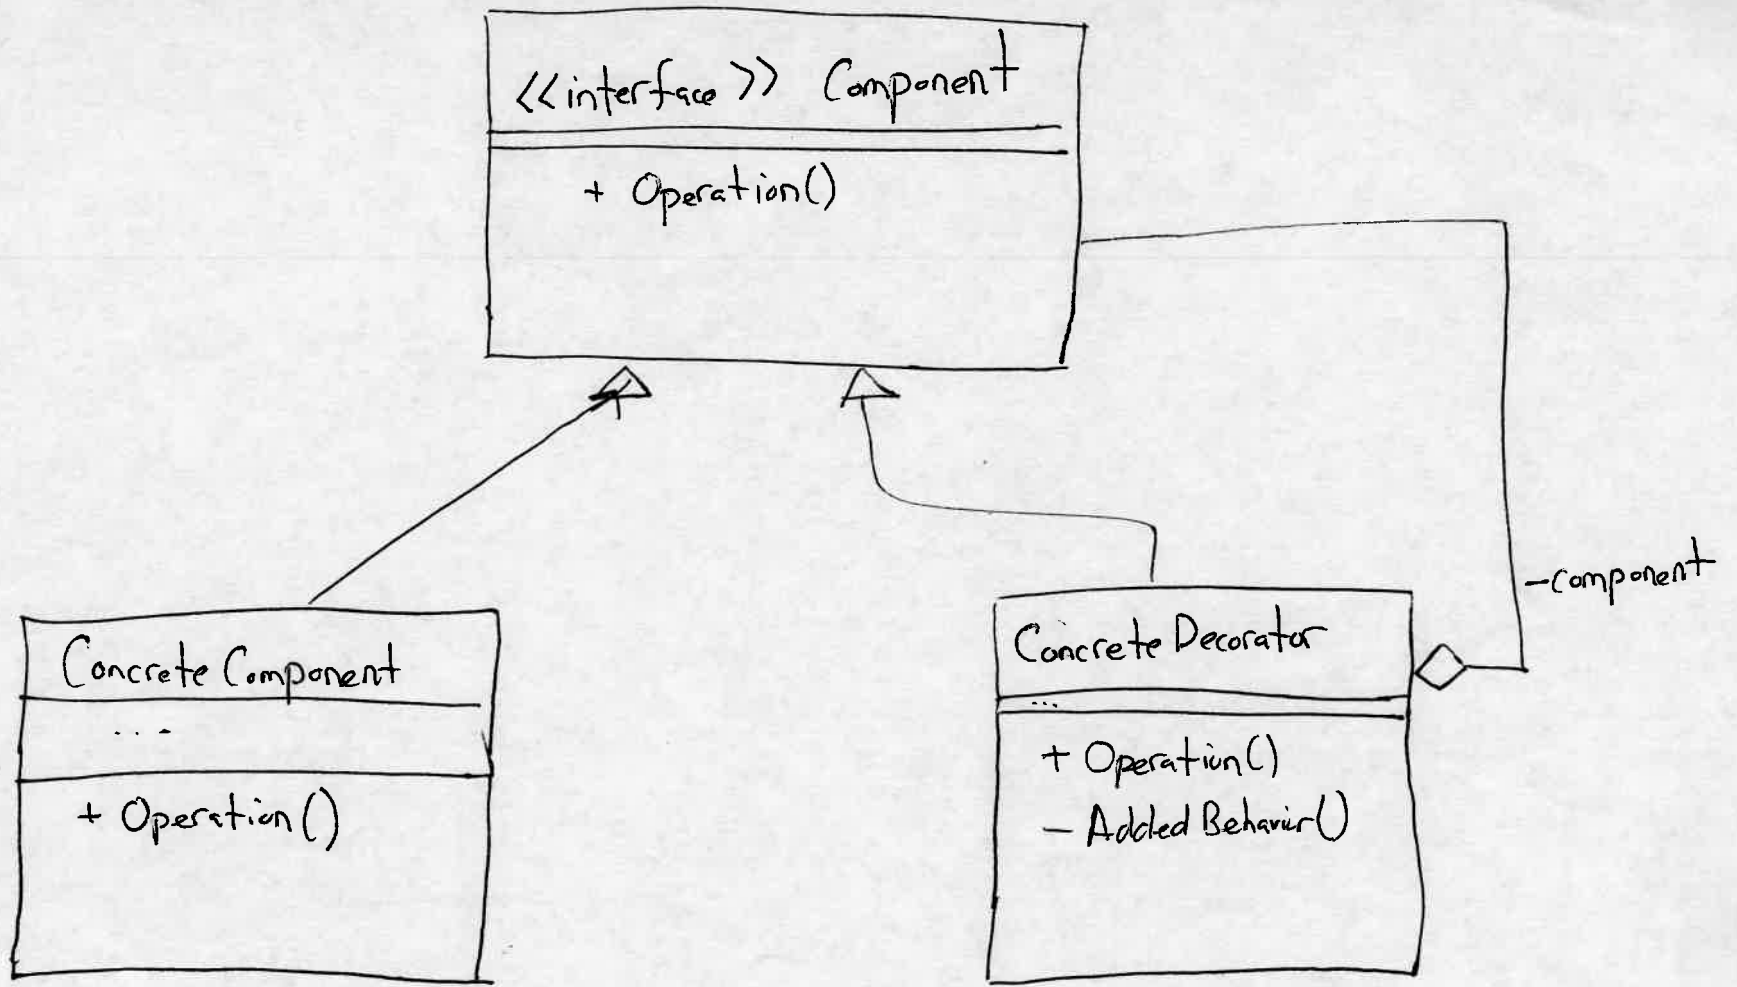 <<interface>> Component
+ Operation()
-component
Concrete Component
...
+ Operation()
Concrete Decorator
...
+ Operation()
- Added Behavior()